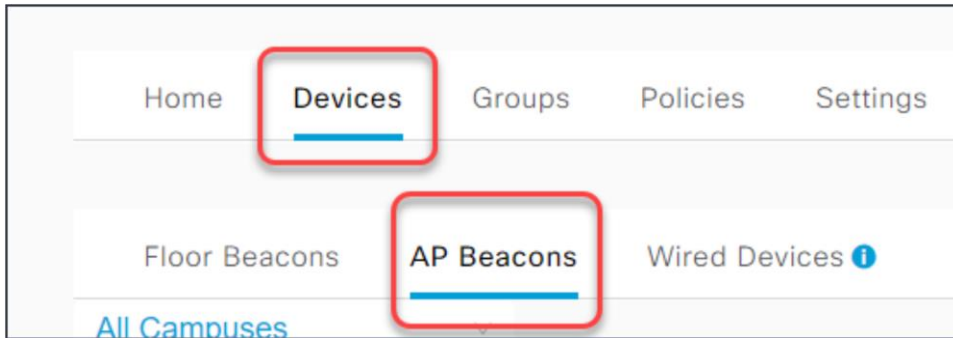 Home Devices Groups Policies Settings
Floor Beacons AP Beacons Wired Devices i
All Campuses